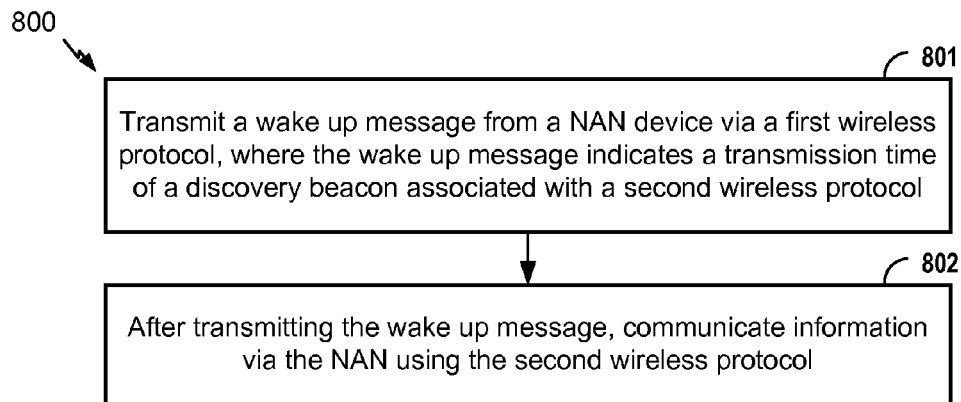 800
801
Transmit a wake up message from a NAN device via a first wireless
protocol, where the wake up message indicates a transmission time
of a discovery beacon associated with a second wireless protocol
802
After transmitting the wake up message, communicate information
via the NAN using the second wireless protocol